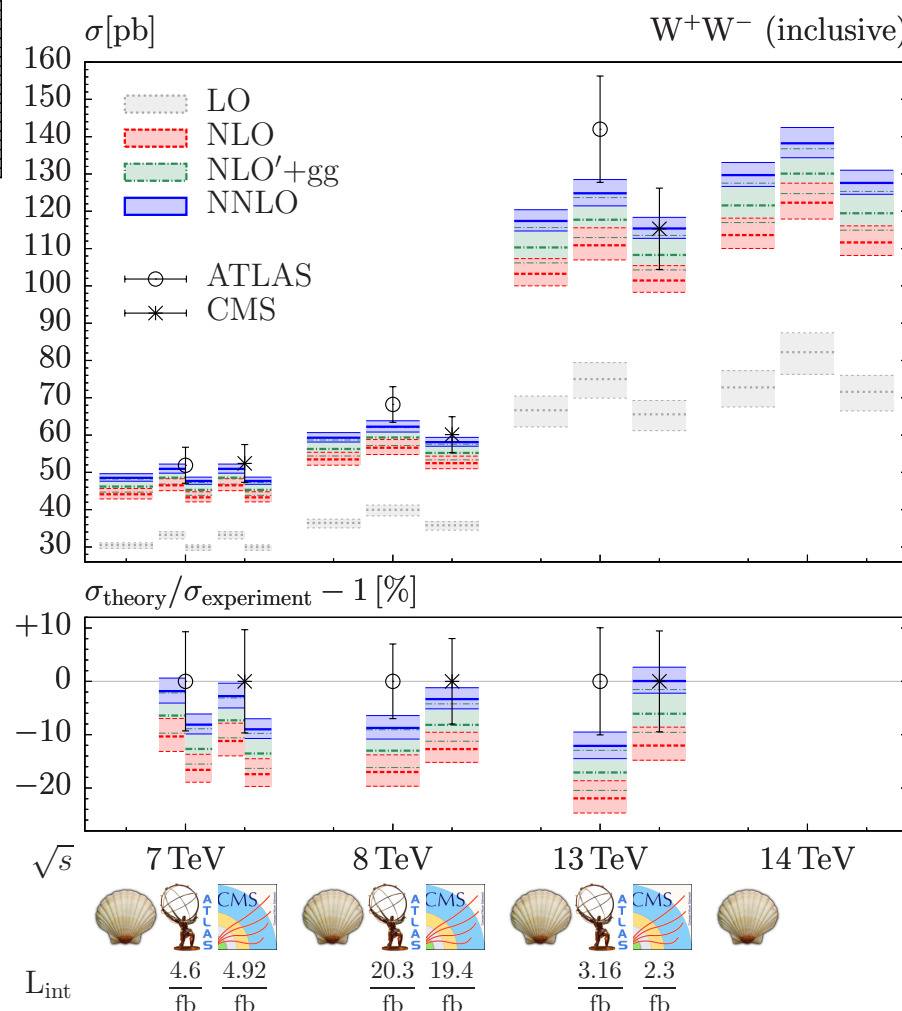 σ[pb] W⁺W⁻ (inclusive)
160
150
140
130
120
110
100
90
80
70
60
50
40
30
LO
NLO
NLO′+gg
NNLO
ATLAS
CMS
σtheory/σexperiment − 1 [%]
+10
0
−10
−20
√s 7 TeV 8 TeV 13 TeV 14 TeV
ATLAS CMS ATLAS CMS ATLAS CMS
Lint 4.6/fb 4.92/fb 20.3/fb 19.4/fb 3.16/fb 2.3/fb